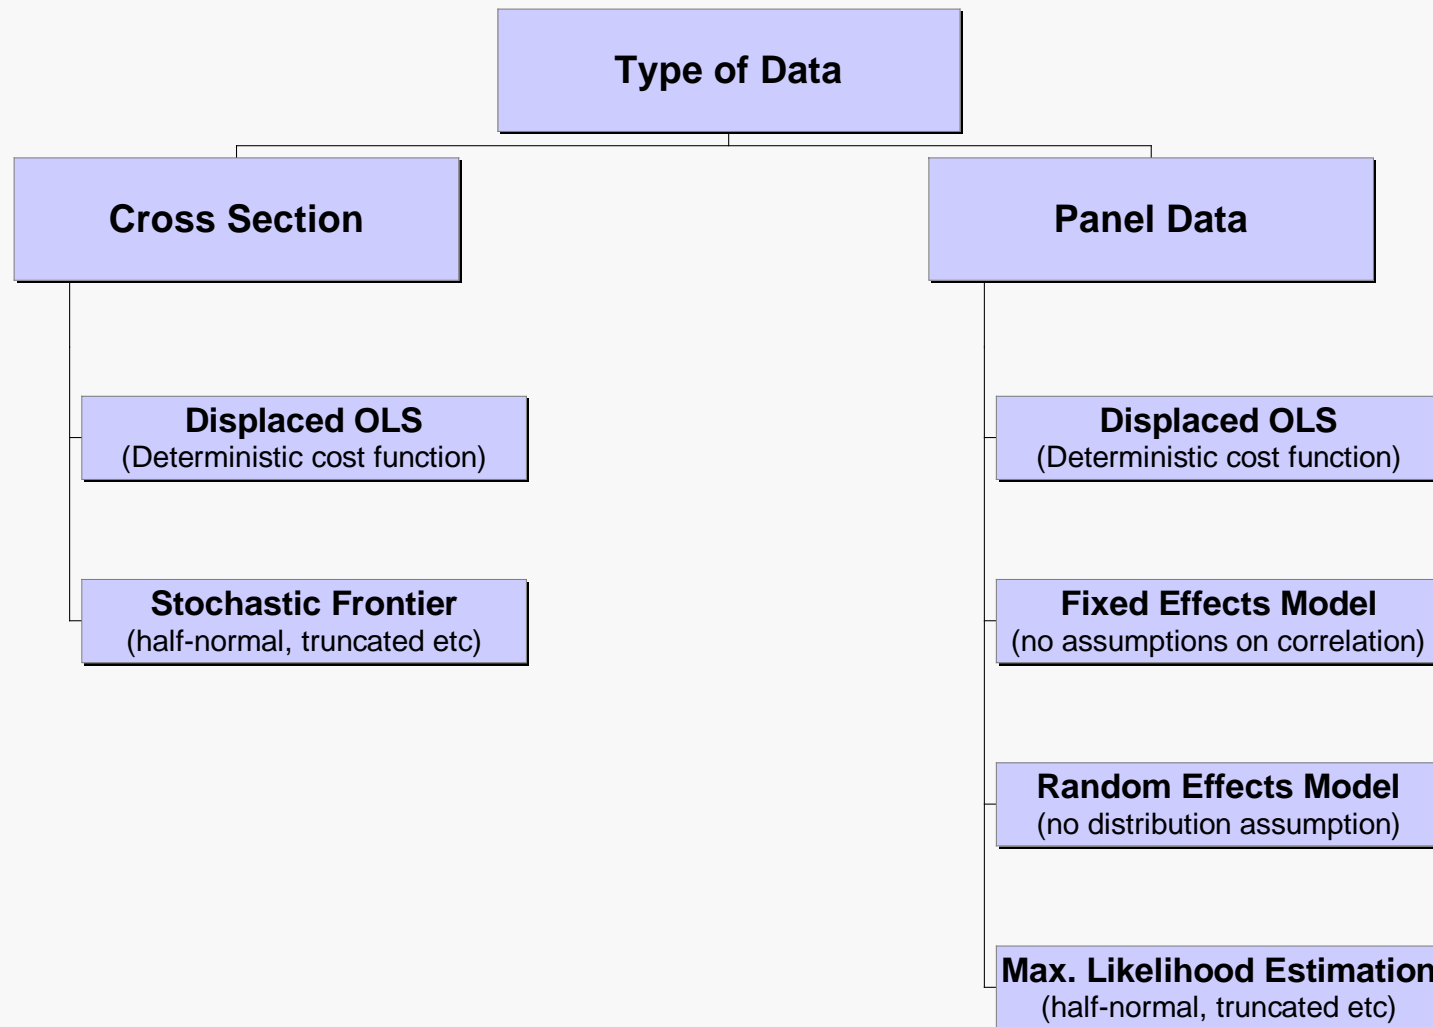 Type of Data
Cross Section
Panel Data
Displaced OLS
(Deterministic cost function)
Stochastic Frontier
(half-normal, truncated etc)
Displaced OLS
(Deterministic cost function)
Fixed Effects Model
(no assumptions on correlation)
Random Effects Model
(no distribution assumption)
Max. Likelihood Estimation
(half-normal, truncated etc)